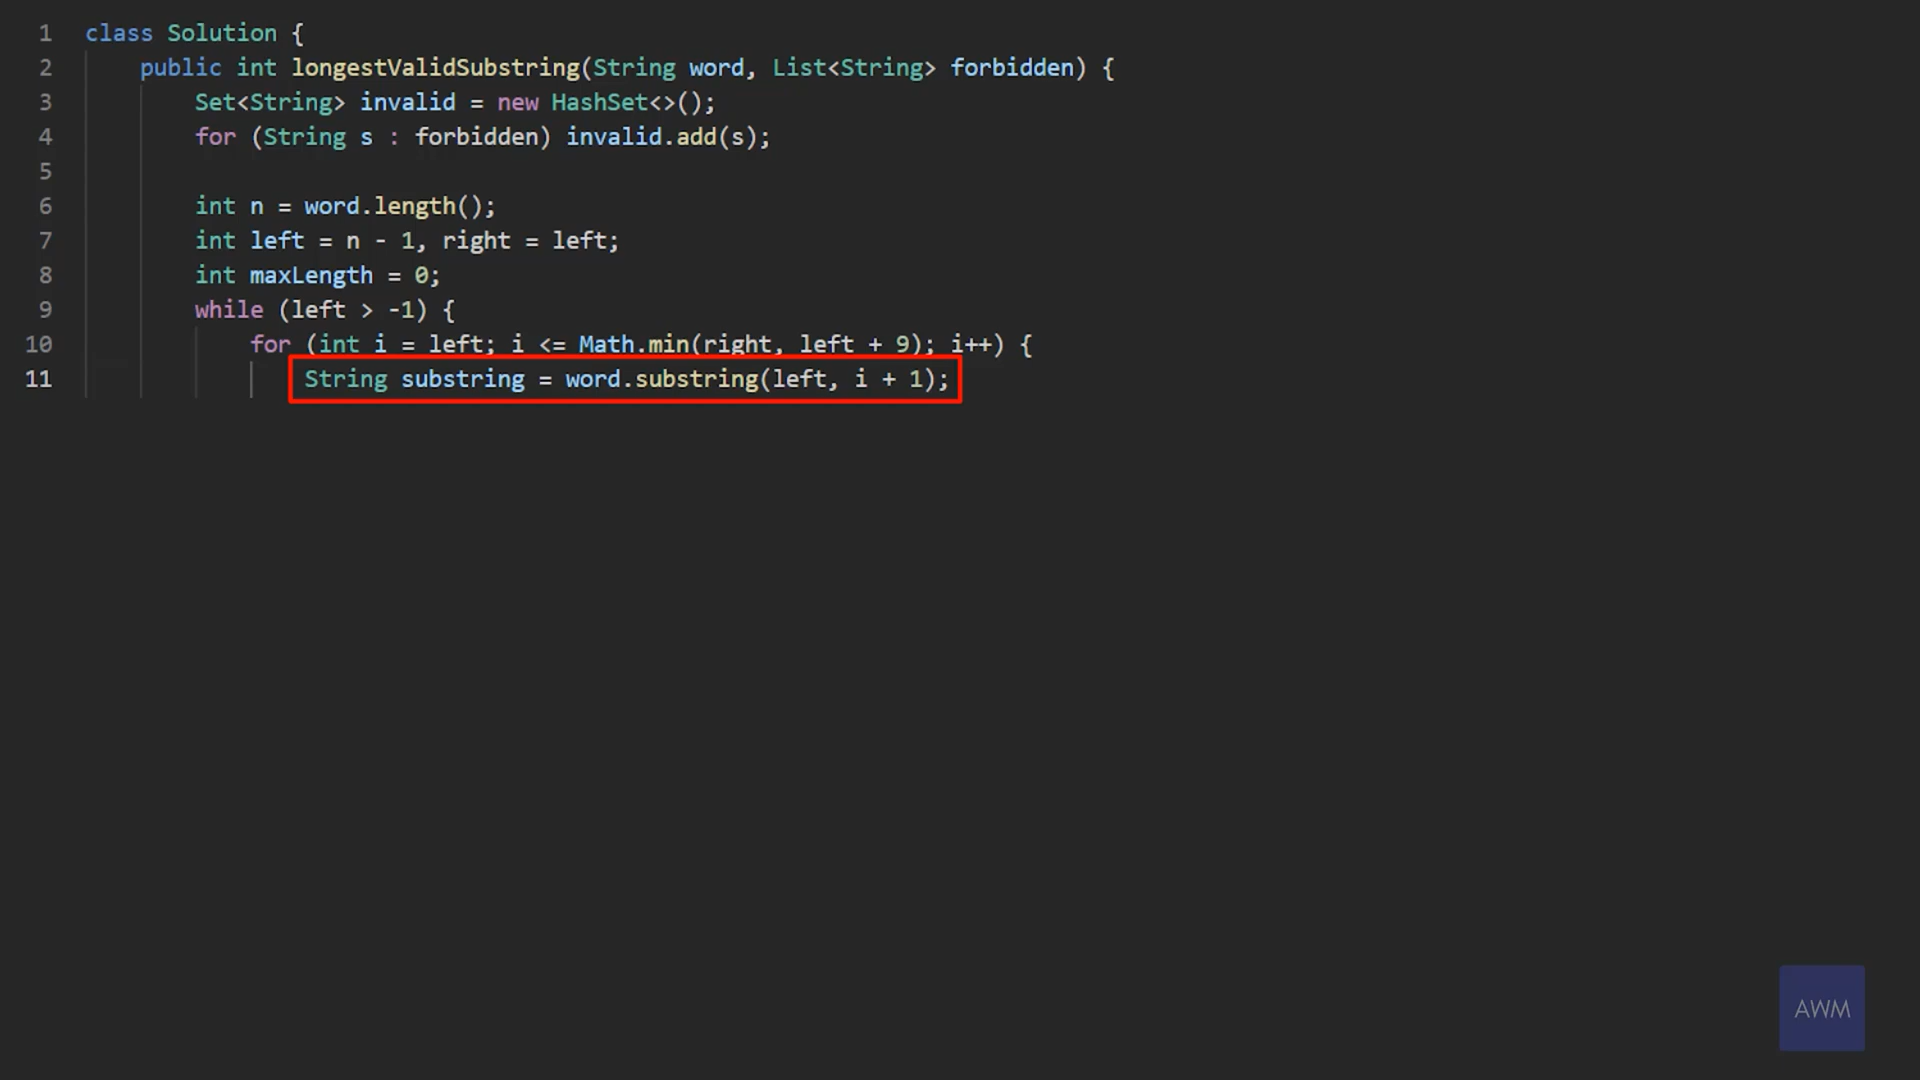 1 class Solution {
2 public int longestValidSubstring(String word, List<String> forbidden) {
3 Set<String> invalid = new HashSet<>();
4 for (String s : forbidden) invalid.add(s);
5
6 int n = word.length();
7 int left = n - 1, right = left;
8 int maxLength = 0;
9 while (left > -1) {
10 for (int i = left; i <= Math.min(right, left + 9); i++) {
11 String substring = word.substring(left, i + 1);
AWM